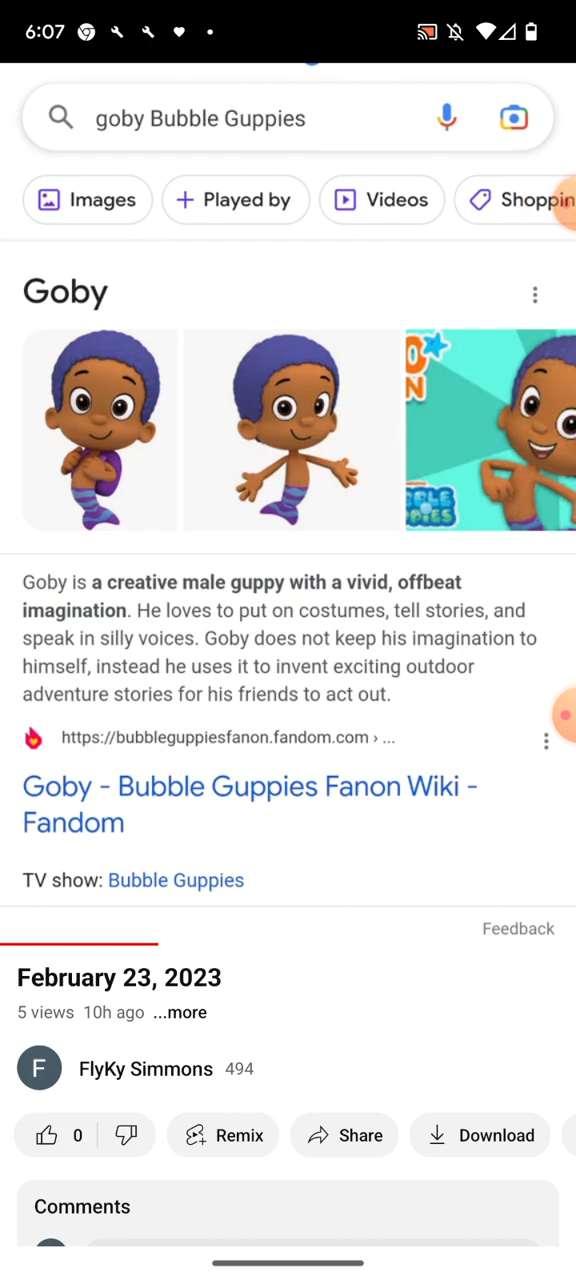 6:07
goby Bubble Guppies
Images
Played by
Videos
Shoppin
Goby
Goby is a creative male guppy with a vivid, offbeat
imagination. He loves to put on costumes, tell stories, and
speak in silly voices. Goby does not keep his imagination to
himself, instead he uses it to invent exciting outdoor
adventure stories for his friends to act out.
https://bubbleguppiesfanon.fandom.com › ...
Goby - Bubble Guppies Fanon Wiki -
Fandom
TV show: Bubble Guppies
Feedback
February 23, 2023
5 views 10h ago ...more
F
FlyKy Simmons 494
0
Remix
Share
Download
Comments